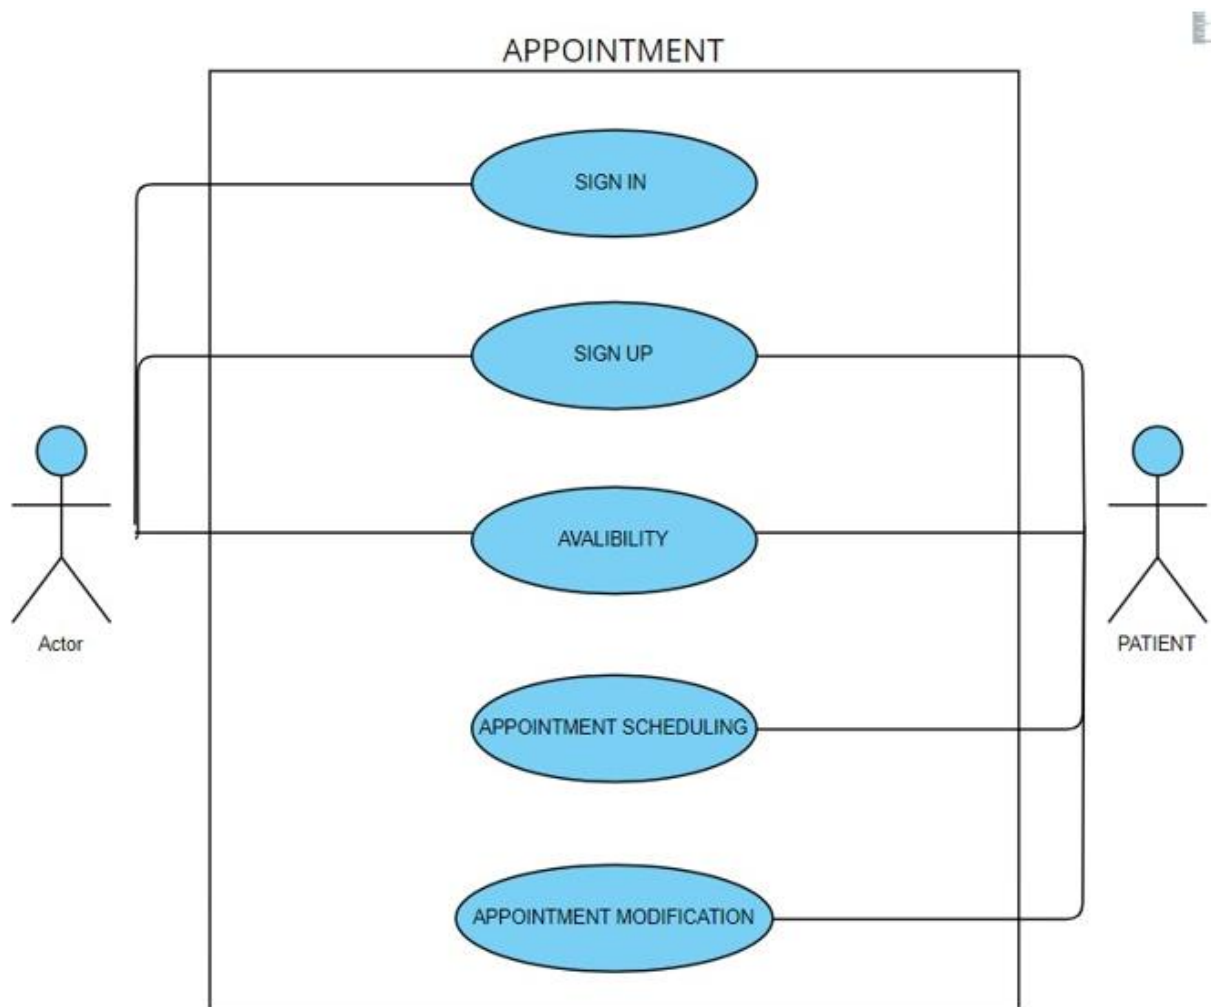 APPOINTMENT
SIGN IN
SIGN UP
AVALIBILITY
Actor
PATIENT
APPOINTMENT SCHEDULING
APPOINTMENT MODIFICATION